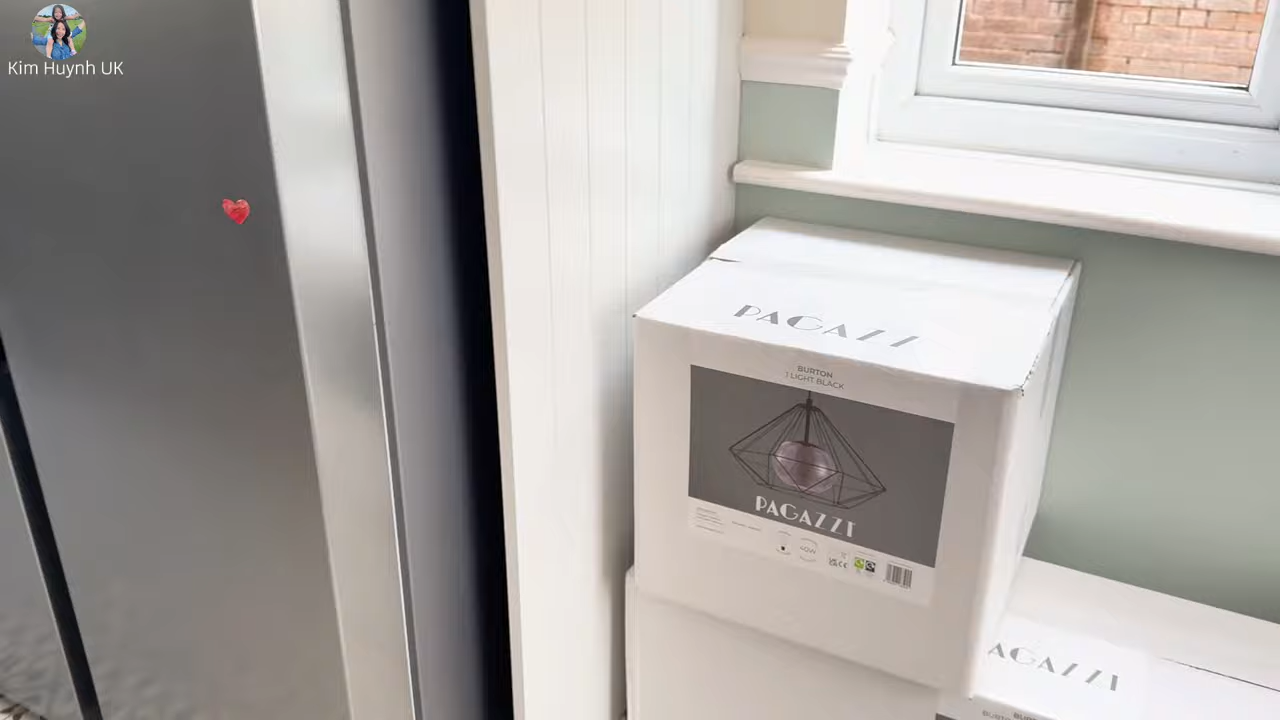 Kim Huynh UK
PAGAZZI
BURTON
1 LIGHT BLACK
PAGAZZI
40W
PAGAZZI